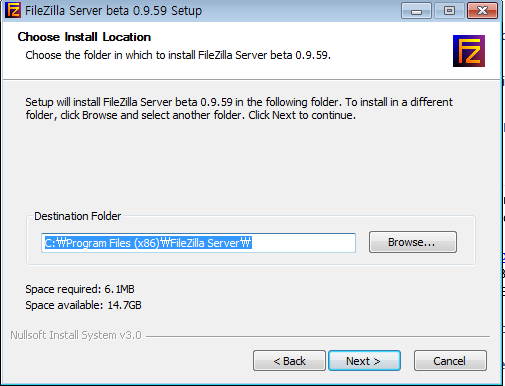 FileZilla Server beta 0.9.59 Setup
Choose Install Location
Choose the folder in which to install FileZilla Server beta 0.9.59.
Setup will install FileZilla Server beta 0.9.59 in the following folder. To install in a different
folder, click Browse and select another folder. Click Next to continue.
Destination Folder
C:₩Program Files (x86)₩FileZilla Server₩
Browse...
Space required: 6.1MB
Space available: 14.7GB
Nullsoft Install System v3.0
< Back
Next >
Cancel